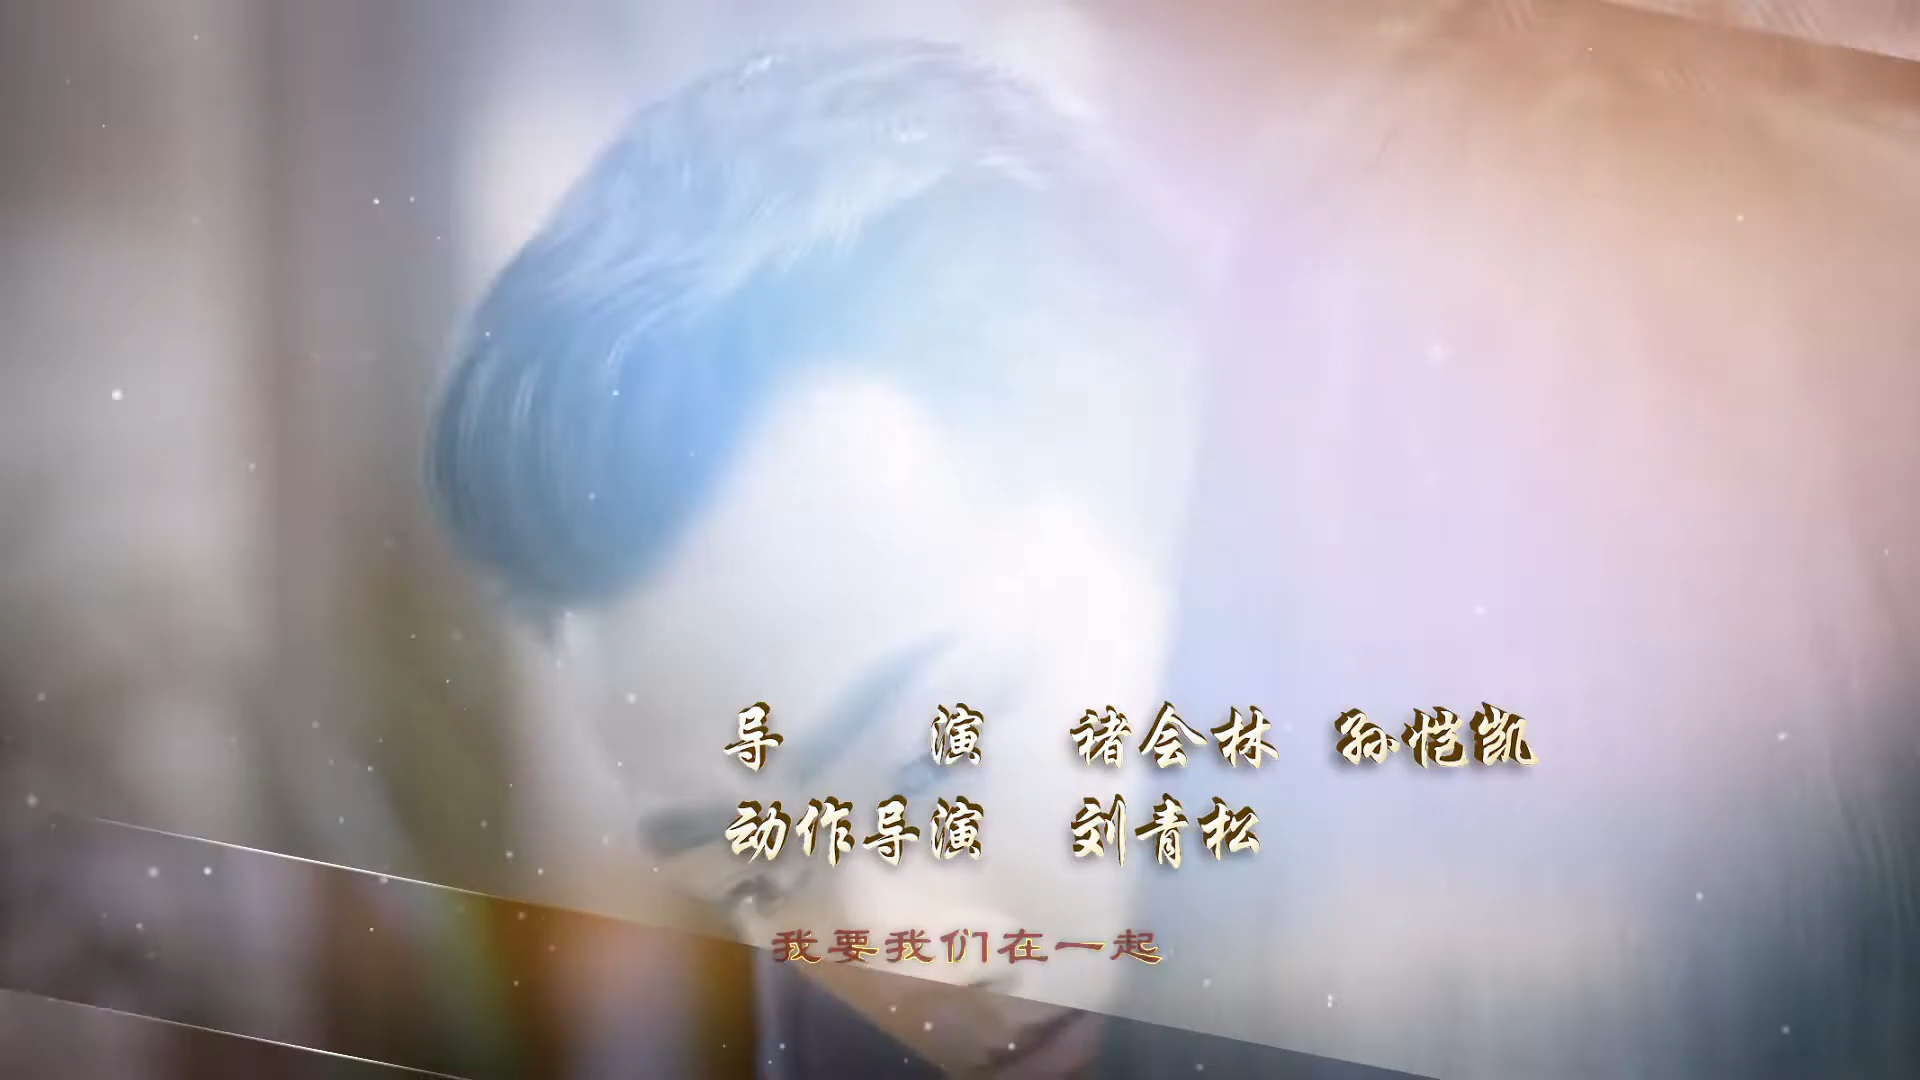 导 演 褚会林 孙恺凯
动作导演 刘青松
我要我们在一起